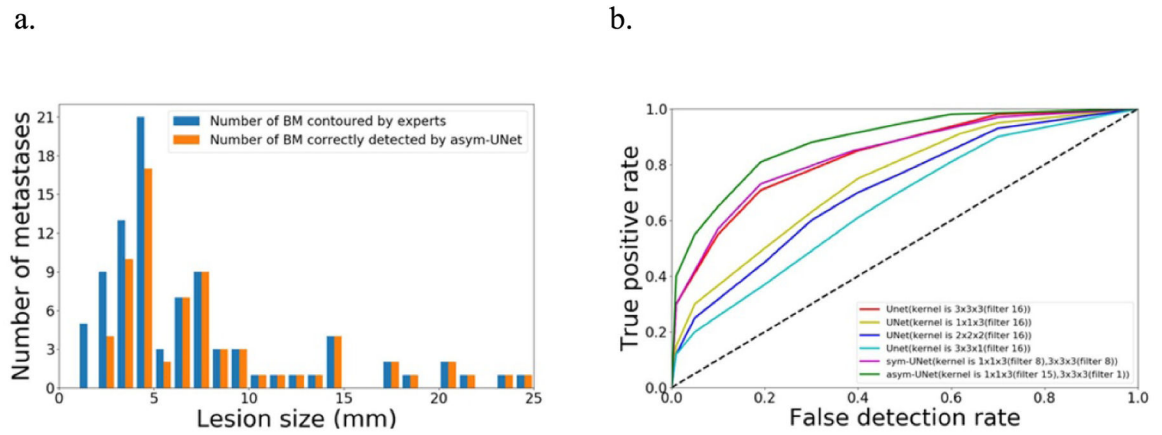 a.
b.
21
18
15
12
9
6
3
0
Number of metastases
Number of BM contoured by experts
Number of BM correctly detected by asym-UNet
0 5 10 15 20 25
Lesion size (mm)
1.0
0.8
0.6
0.4
0.2
0.0
True positive rate
Unet(kernel is 3x3x3(filter 16))
UNet(kernel is 1x1x3(filter 16))
UNet(kernel is 2x2x2(filter 16))
Unet(kernel is 3x3x1(filter 16))
sym-UNet(kernel is 1x1x3(filter 8),3x3x3(filter 8))
asym-UNet(kernel is 1x1x3(filter 15),3x3x3(filter 1))
0.0 0.2 0.4 0.6 0.8 1.0
False detection rate